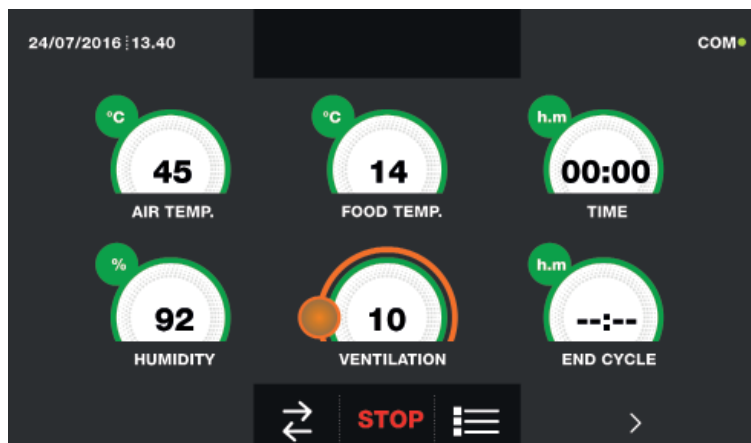 24/07/2016 13.40
COM
°C
°C
h.m
45
14
00:00
AIR TEMP.
FOOD TEMP.
TIME
%
h.m
92
10
--:--
HUMIDITY
VENTILATION
END CYCLE
STOP